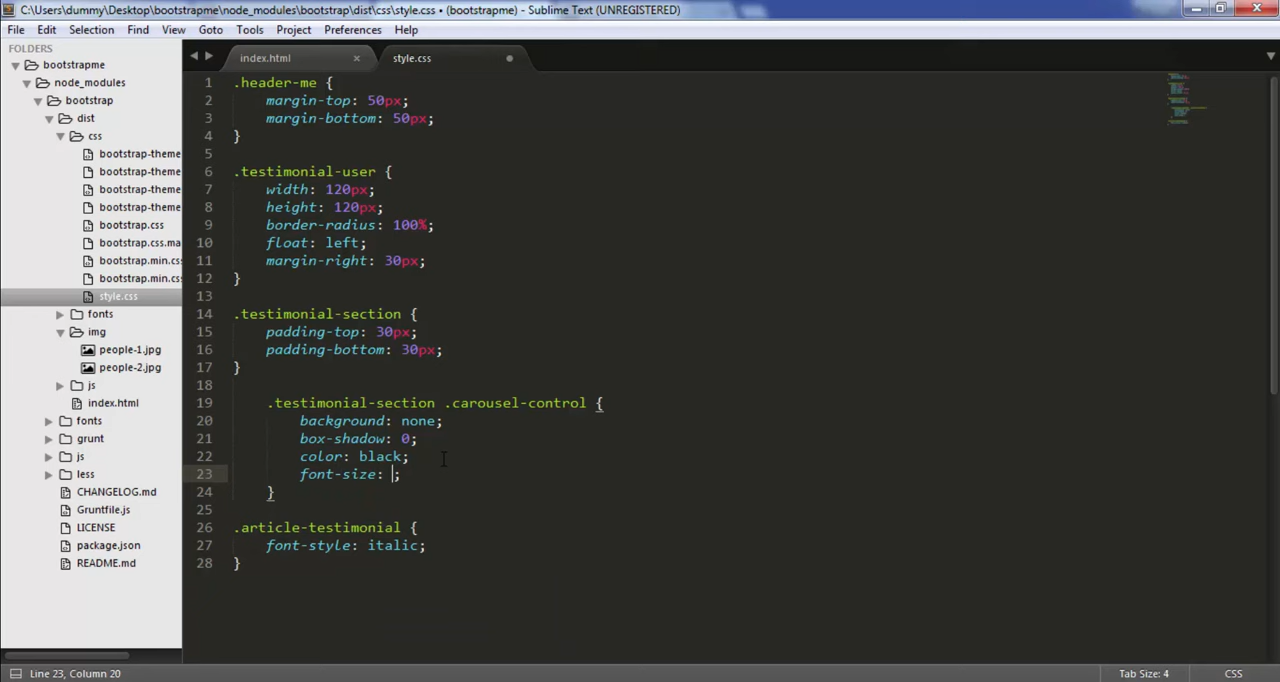 C:\Users\dummy\Desktop\bootstrapme\node_modules\bootstrap\dist\css\style.css • (bootstrapme) - Sublime Text (UNREGISTERED)
File Edit Selection Find View Goto Tools Project Preferences Help
FOLDERS
bootstrapme
node_modules
bootstrap
dist
css
bootstrap-theme
bootstrap-theme
bootstrap-theme
bootstrap-theme
bootstrap.css
bootstrap.css.ma
bootstrap.min.cs
bootstrap.min.cs
style.css
fonts
img
people-1.jpg
people-2.jpg
js
index.html
fonts
grunt
js
less
CHANGELOG.md
Gruntfile.js
LICENSE
package.json
README.md
index.html × style.css
1 .header-me {
2 margin-top: 50px;
3 margin-bottom: 50px;
4 }
5
6 .testimonial-user {
7 width: 120px;
8 height: 120px;
9 border-radius: 100%;
10 float: left;
11 margin-right: 30px;
12 }
13
14 .testimonial-section {
15 padding-top: 30px;
16 padding-bottom: 30px;
17 }
18
19 .testimonial-section .carousel-control {
20 background: none;
21 box-shadow: 0;
22 color: black;
23 font-size: ;
24 }
25
26 .article-testimonial {
27 font-style: italic;
28 }
Line 23, Column 20 Tab Size: 4 CSS